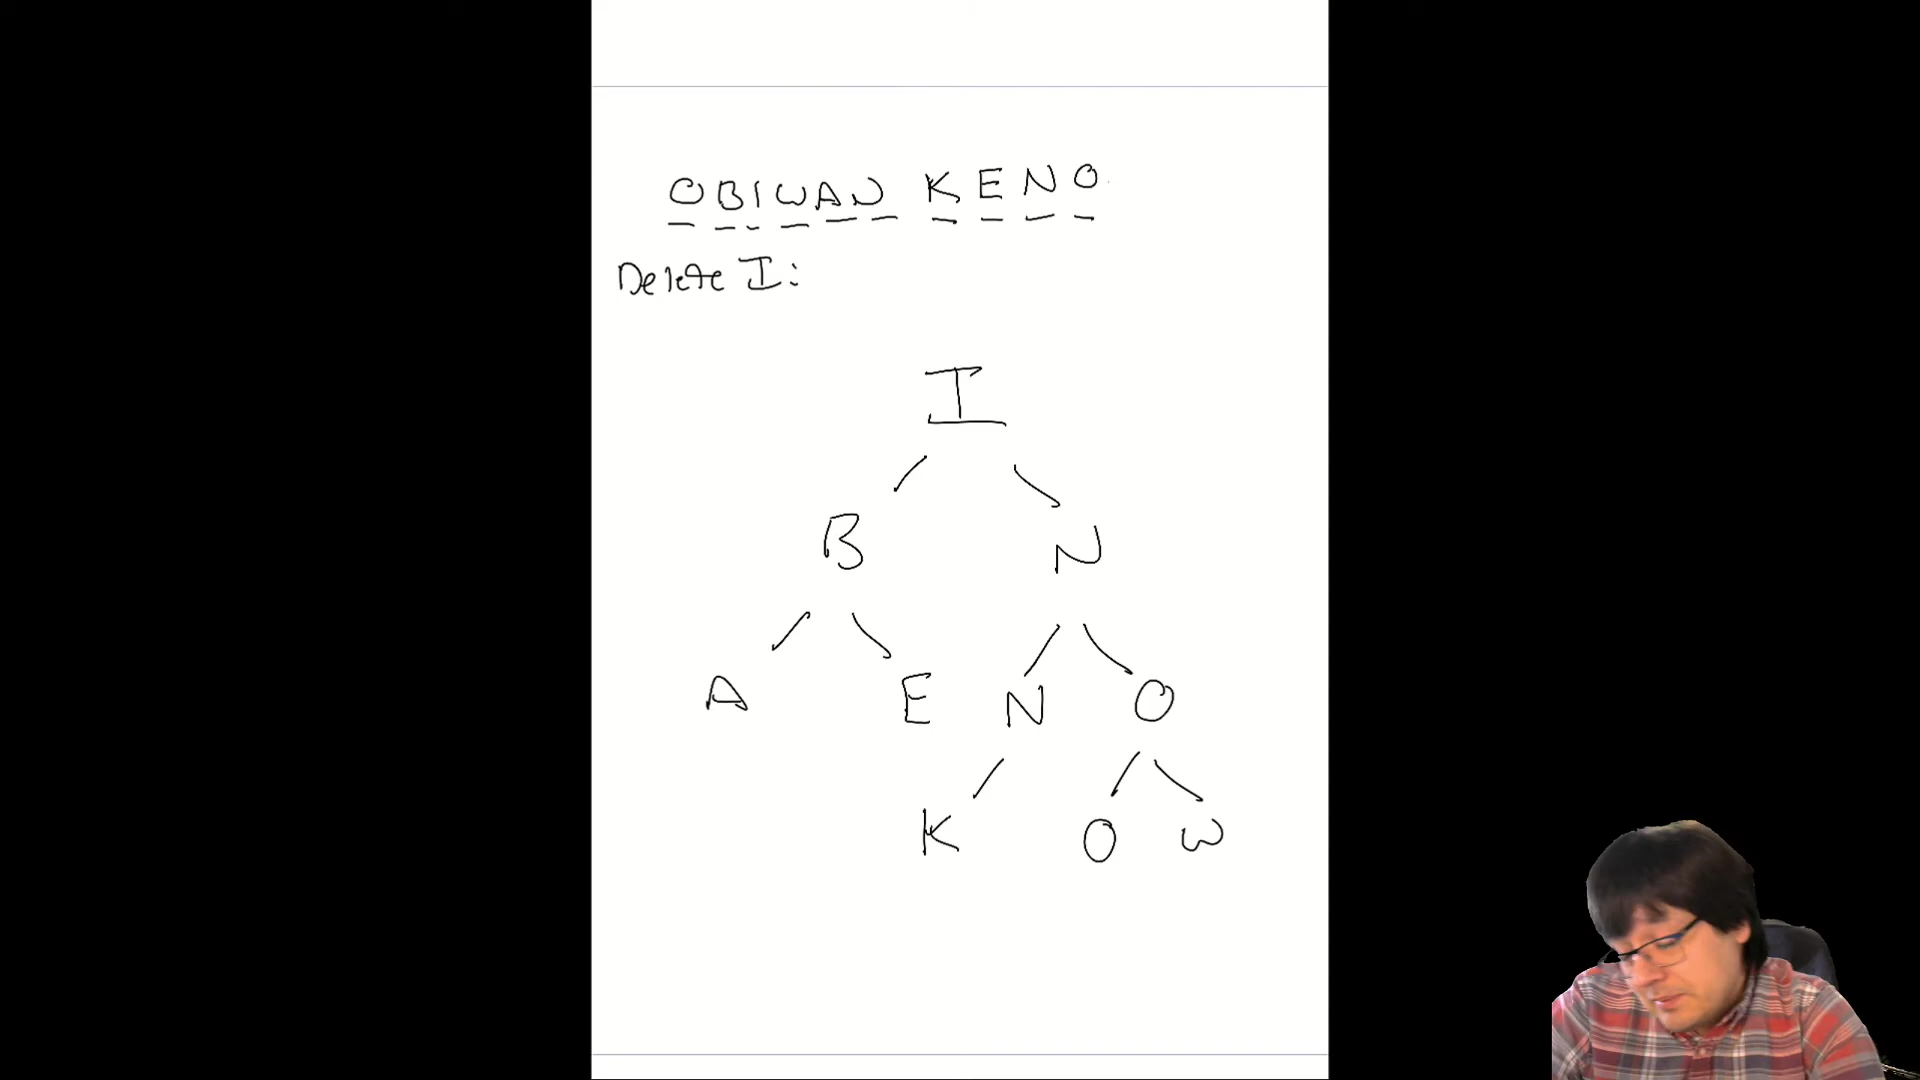 OBIWAN KENO
Delete I:
I
B N
A E N O
K O W